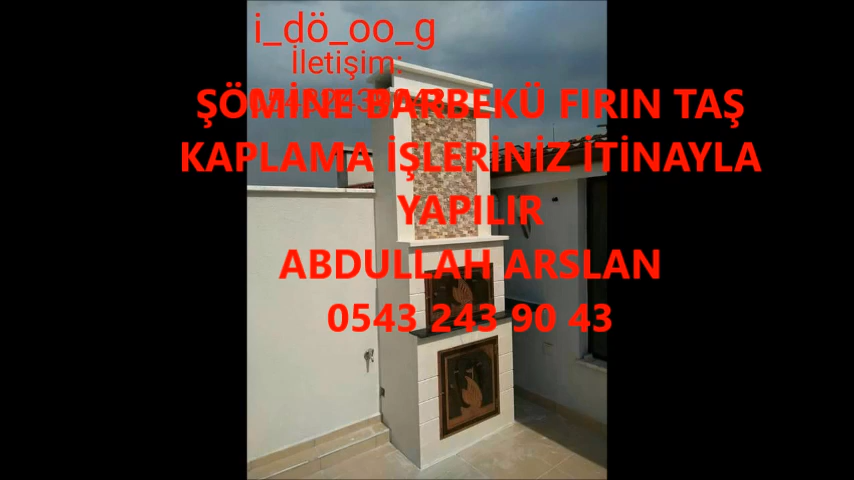 i_dö_oo_g
İletişim:
ŞÖMİNE BARBEKÜ FIRIN TAŞ
KAPLAMA İŞLERİNİZ İTİNAYLA
YAPILIR
ABDULLAH ARSLAN
0543 243 90 43